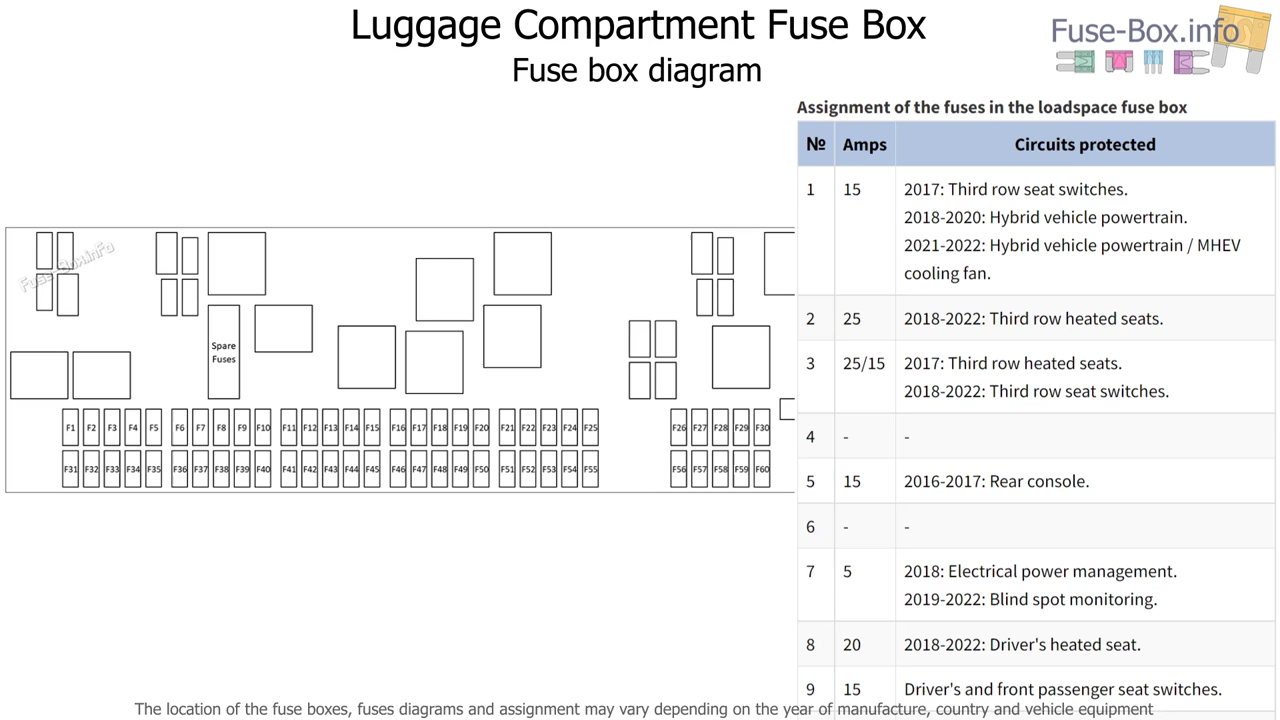 Luggage Compartment Fuse Box
Fuse box diagram
Fuse-Box.info
Fuse-Box.info
Spare
Fuses
F1 F2 F3 F4 F5 F6 F7 F8 F9 F10 F11 F12 F13 F14 F15 F16 F17 F18 F19 F20 F21 F22 F23 F24 F25 F26 F27 F28 F29 F30
F31 F32 F33 F34 F35 F36 F37 F38 F39 F40 F41 F42 F43 F44 F45 F46 F47 F48 F49 F50 F51 F52 F53 F54 F55 F56 F57 F58 F59 F60
Assignment of the fuses in the loadspace fuse box
№ Amps Circuits protected
1 15 2017: Third row seat switches.
2018-2020: Hybrid vehicle powertrain.
2021-2022: Hybrid vehicle powertrain / MHEV
cooling fan.
2 25 2018-2022: Third row heated seats.
3 25/15 2017: Third row heated seats.
2018-2022: Third row seat switches.
4 - -
5 15 2016-2017: Rear console.
6 - -
7 5 2018: Electrical power management.
2019-2022: Blind spot monitoring.
8 20 2018-2022: Driver's heated seat.
9 15 Driver's and front passenger seat switches.
The location of the fuse boxes, fuses diagrams and assignment may vary depending on the year of manufacture, country and vehicle equipment